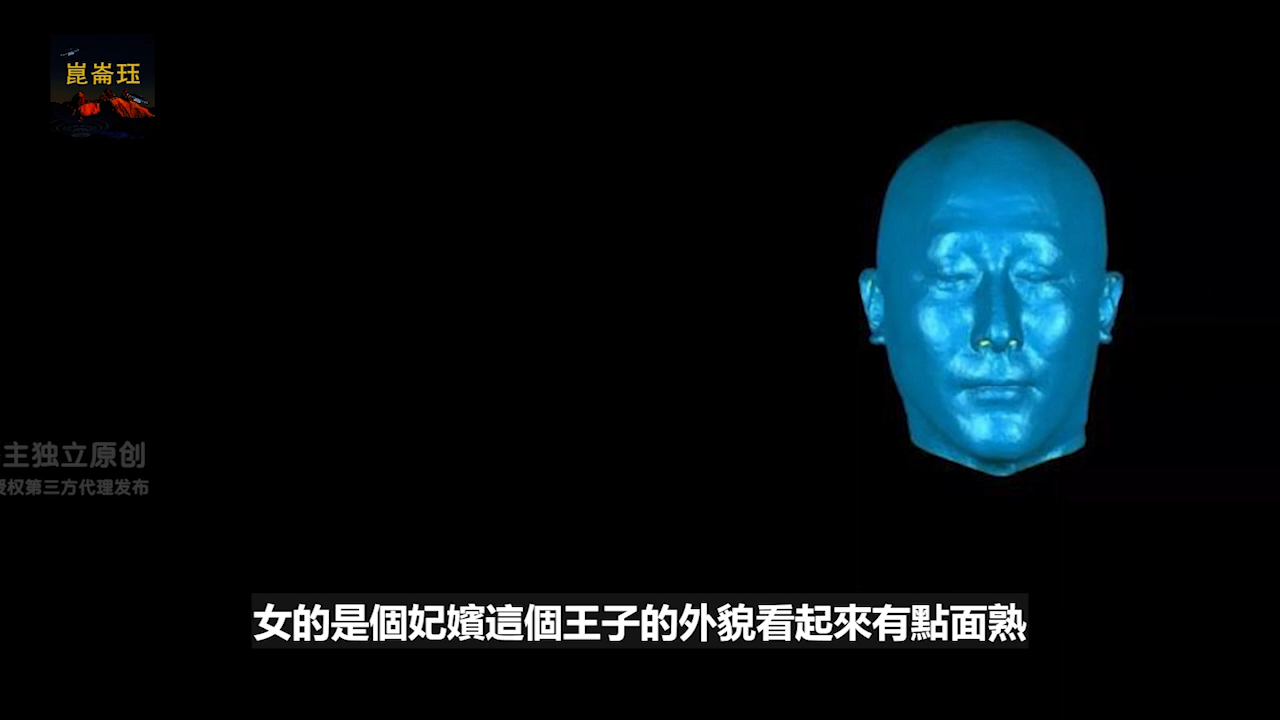 崑崙珏
主独立原创
授权第三方代理发布
女的是個妃嬪這個王子的外貌看起來有點面熟